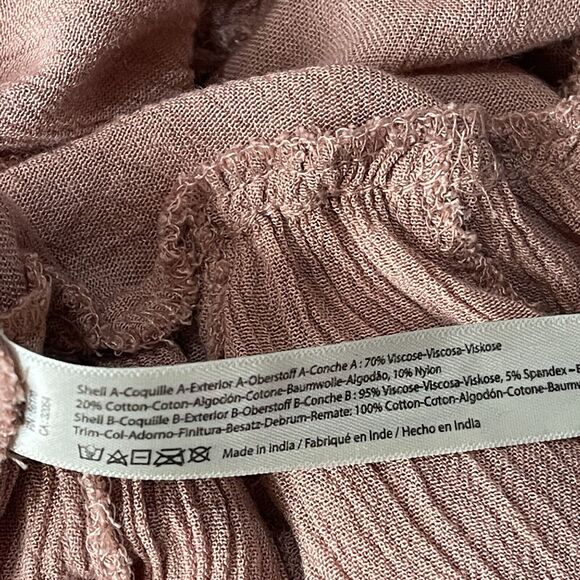 Shell A-Coquille A-Exterior A-Oberstoff A-Conche A : 70% Viscose-Viscosa-Viskose
20% Cotton-Coton-Algodón-Cotone-Baumwolle-Algodão, 10% Nylon
Shell B-Coquille B-Exterior B-Oberstoff B-Conche B : 95% Viscose-Viscosa-Viskose, 5% Spandex
Trim-Col-Adorno-Finitura-Besatz-Debrum-Remate: 100% Cotton-Coton-Algodón-Cotone-Baum
Made in india / Fabriqué en Inde / Hecho en India
CA